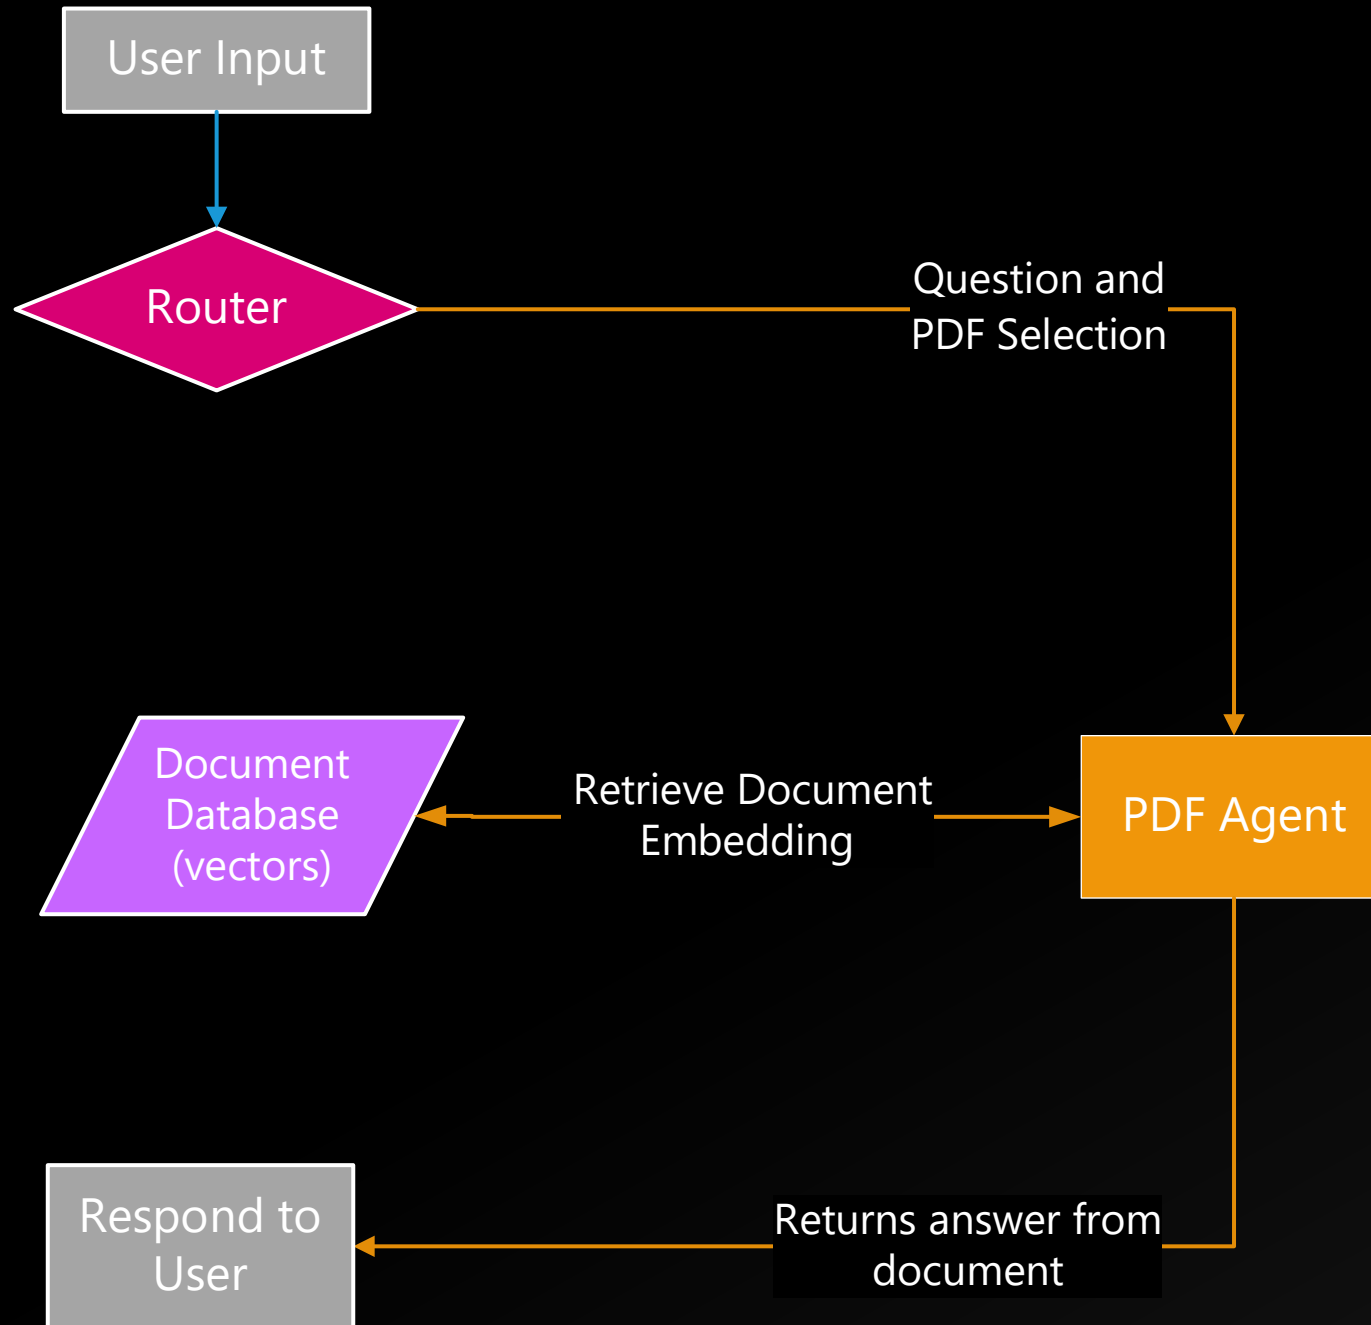 User Input
Router
Question and
PDF Selection
Document
Database
(vectors)
Retrieve Document
Embedding
PDF Agent
Respond to
User
Returns answer from
document